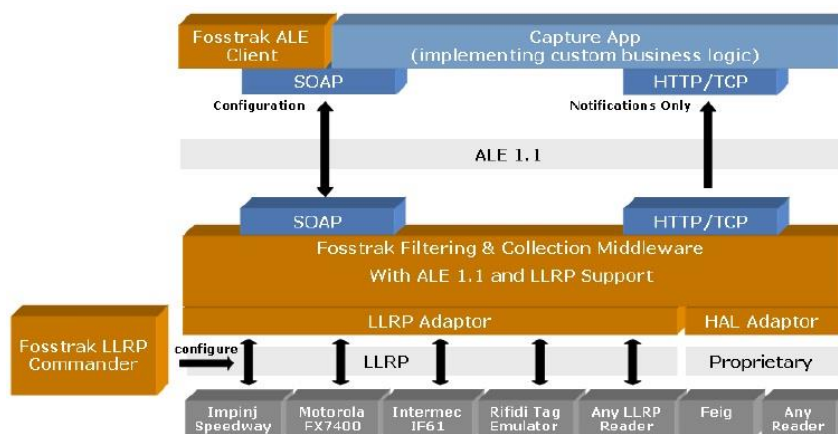 Fosstrak ALE
Client
Capture App
(implementing custom business logic)
SOAP
HTTP/TCP
Configuration
Notifications Only
ALE 1.1
SOAP
HTTP/TCP
Fosstrak Filtering & Collection Middleware
With ALE 1.1 and LLRP Support
LLRP Adaptor
HAL Adaptor
Fosstrak LLRP
Commander
configure
LLRP
Proprietary
Impinj
Speedway
Motorola
FX7400
Intermec
IF61
Rifidi Tag
Emulator
Any LLRP
Reader
Feig
Any
Reader